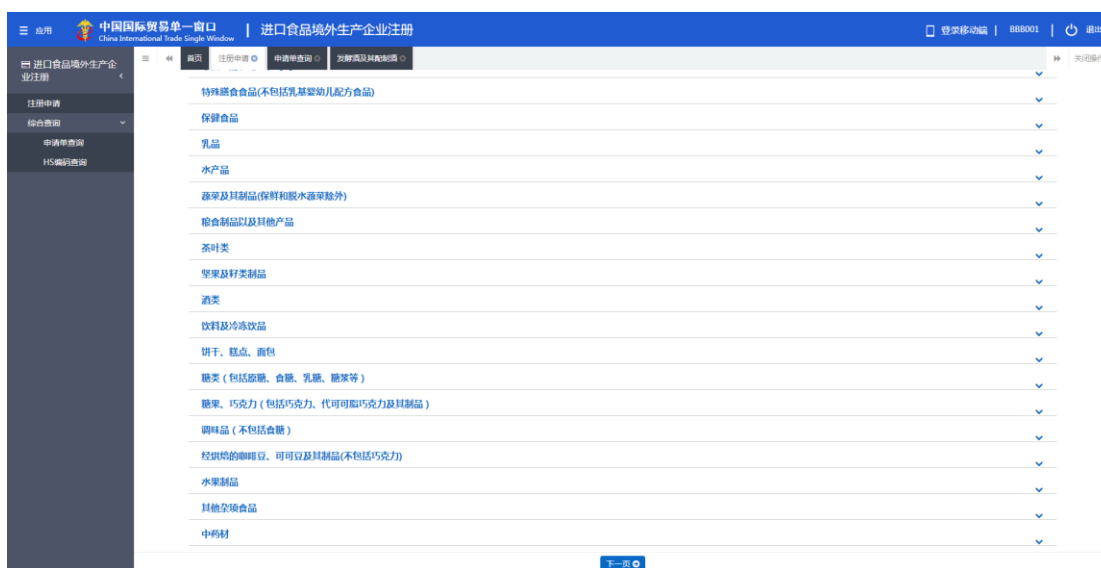 应用
中国国际贸易单一窗口
China International Trade Single Window
进口食品境外生产企业注册
登录移动端 | BBB001 | 退出
进口食品境外生产企业注册
首页 注册申请 申请单查询 发酵酒及其配制酒 关闭操作
注册申请
综合查询
申请单查询
HS编码查询
特殊膳食食品(不包括乳基婴幼儿配方食品)
保健食品
乳品
水产品
蔬菜及其制品(保鲜和脱水蔬菜除外)
粮食制品以及其他产品
茶叶类
坚果及籽类制品
酒类
饮料及冷冻饮品
饼干、糕点、面包
糖类（包括原糖、食糖、乳糖、糖浆等）
糖果、巧克力（包括巧克力、代可可脂巧克力及其制品）
调味品（不包括食糖）
经烘焙的咖啡豆、可可豆及其制品(不包括巧克力)
水果制品
其他杂项食品
中药材
下一页